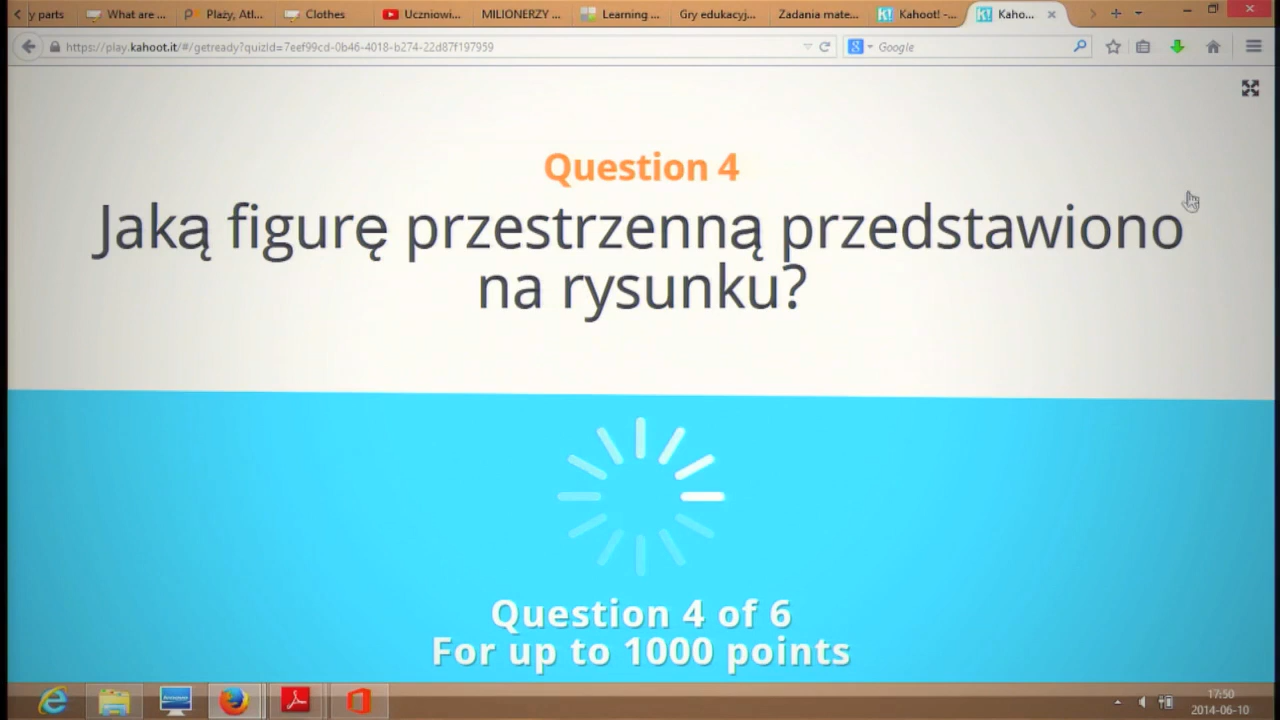 y parts
What are ...
Plaży, Atl...
Clothes
Uczniowi...
MILIONERZY ...
Learning ...
Gry edukacyj...
Zadania mate...
Kahoot! -...
Kaho...
https://play.kahoot.it/#/getready?quizId=7eef99cd-0b46-4018-b274-22d87f197959
Google
Question 4
Jaką figurę przestrzenną przedstawiono
na rysunku?
Question 4 of 6
For up to 1000 points
17:50
2014-06-10